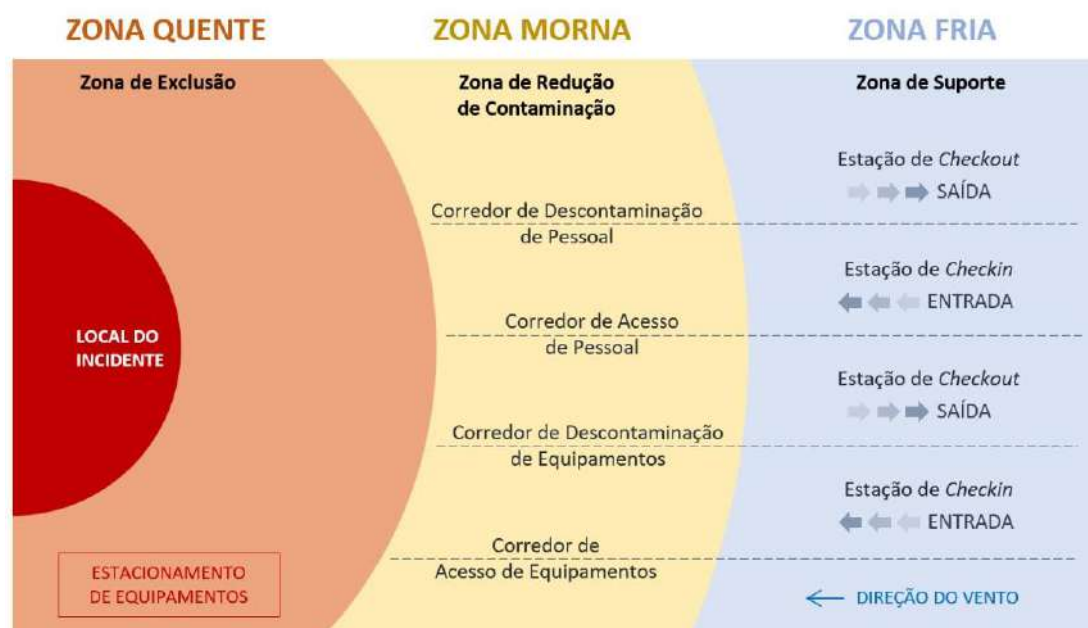 ZONA QUENTE
ZONA MORNA
ZONA FRIA
Zona de Exclusão
Zona de Redução
de Contaminação
Zona de Suporte
Estação de Checkout
SAÍDA
Corredor de Descontaminação
de Pessoal
Estação de Checkin
ENTRADA
LOCAL DO
INCIDENTE
Corredor de Acesso
de Pessoal
Estação de Checkout
SAÍDA
Corredor de Descontaminação
de Equipamentos
Estação de Checkin
ENTRADA
Corredor de
Acesso de Equipamentos
ESTACIONAMENTO
DE EQUIPAMENTOS
DIREÇÃO DO VENTO